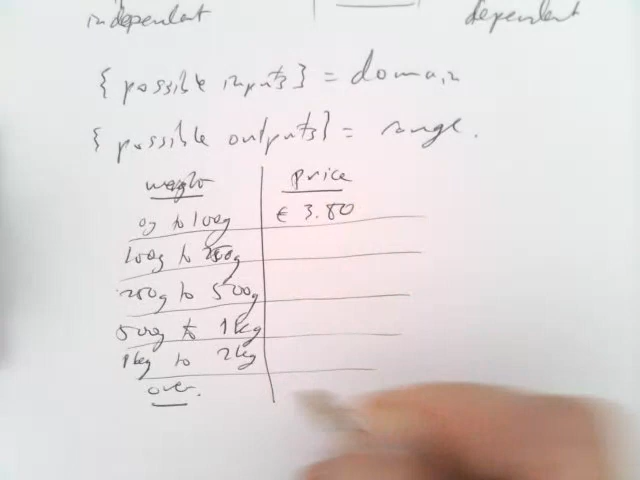 independent dependent
{ possible inputs } = domain
{ possible outputs } = range.
weight price
0g to 100g € 3.80
100g to 250g
250g to 500g
500g to 1kg
1kg to 2kg
over.